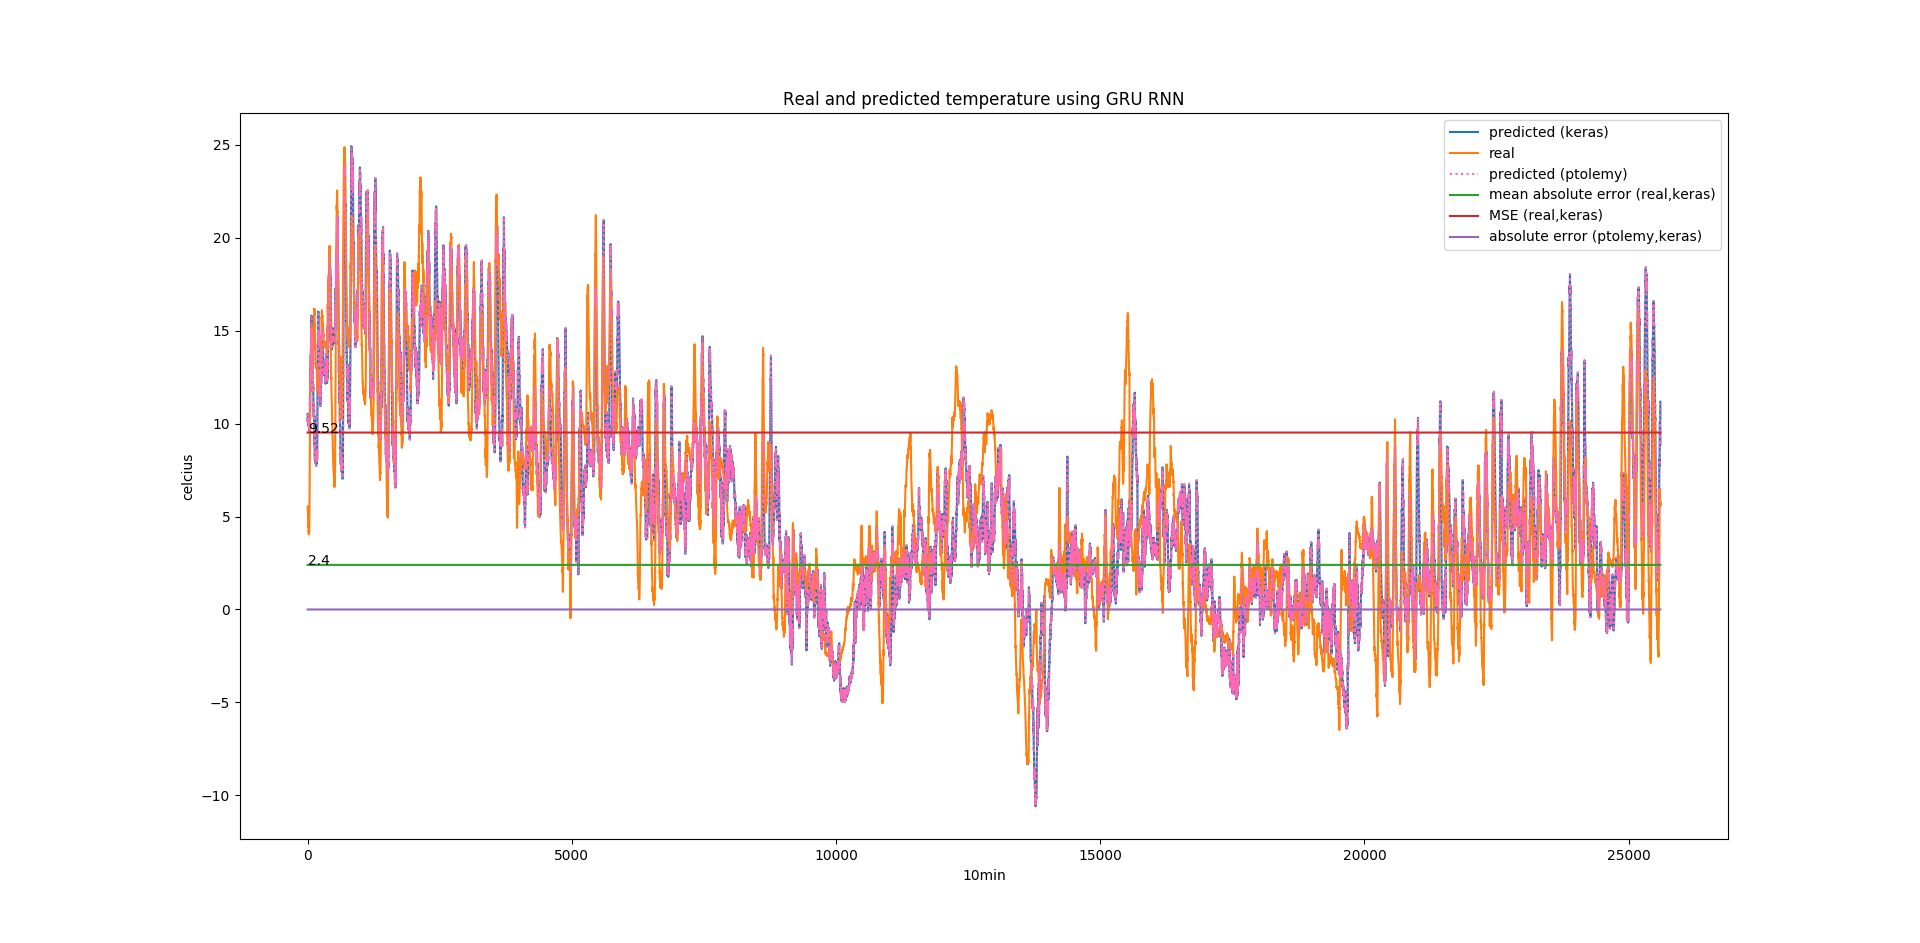 Real and predicted temperature using GRU RNN
predicted (keras)
real
predicted (ptolemy)
mean absolute error (real,keras)
MSE (real,keras)
absolute error (ptolemy,keras)
25
20
15
10
5
0
−5
−10
celcius
9.52
2.4
0
5000
10000
15000
20000
25000
10min